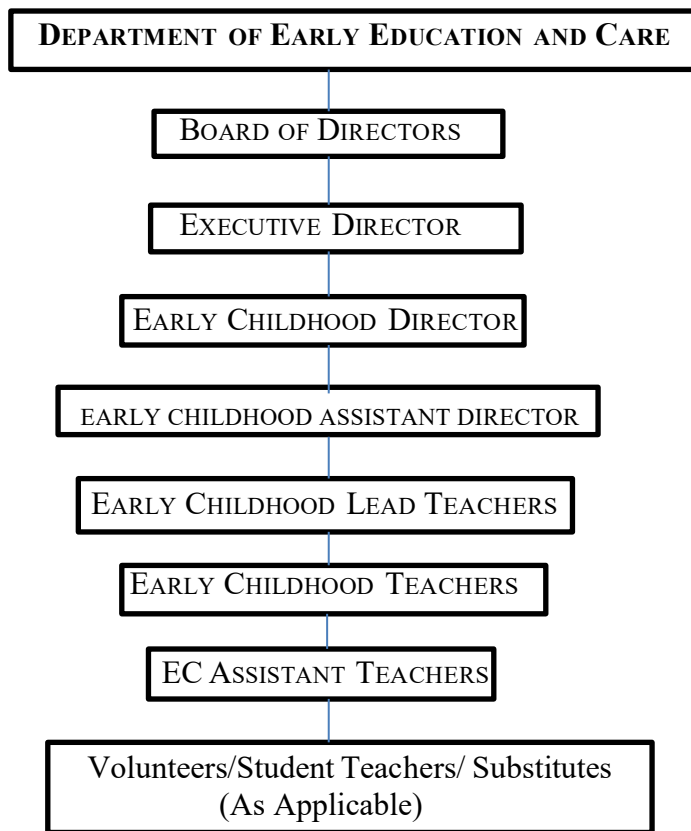 DEPARTMENT OF EARLY EDUCATION AND CARE
BOARD OF DIRECTORS
EXECUTIVE DIRECTOR
EARLY CHILDHOOD DIRECTOR
EARLY CHILDHOOD ASSISTANT DIRECTOR
EARLY CHILDHOOD LEAD TEACHERS
EARLY CHILDHOOD TEACHERS
EC ASSISTANT TEACHERS
Volunteers/Student Teachers/ Substitutes
(As Applicable)